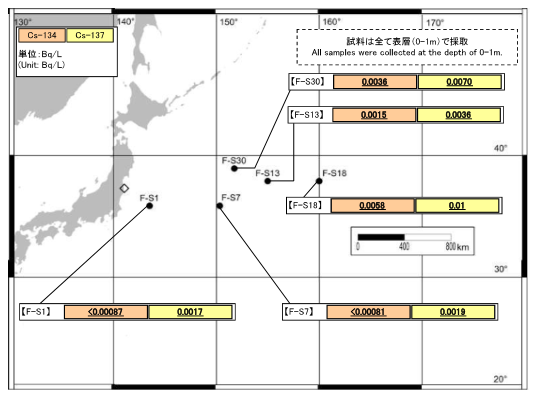 130°
140°
150°
160°
170°
Cs-134 Cs-137
単位:Bq/L
(Unit: Bq/L)
試料は全て表層(0-1m)で採取
All samples were collected at the depth of 0-1m.
【F-S30】 0.0036 0.0070
【F-S13】 0.0015 0.0036
40°
F-S30
F-S13
F-S18
F-S1
F-S7
【F-S18】 0.0058 0.01
0 400 800 km
30°
【F-S1】 <0.00087 0.0017
【F-S7】 <0.00081 0.0019
20°